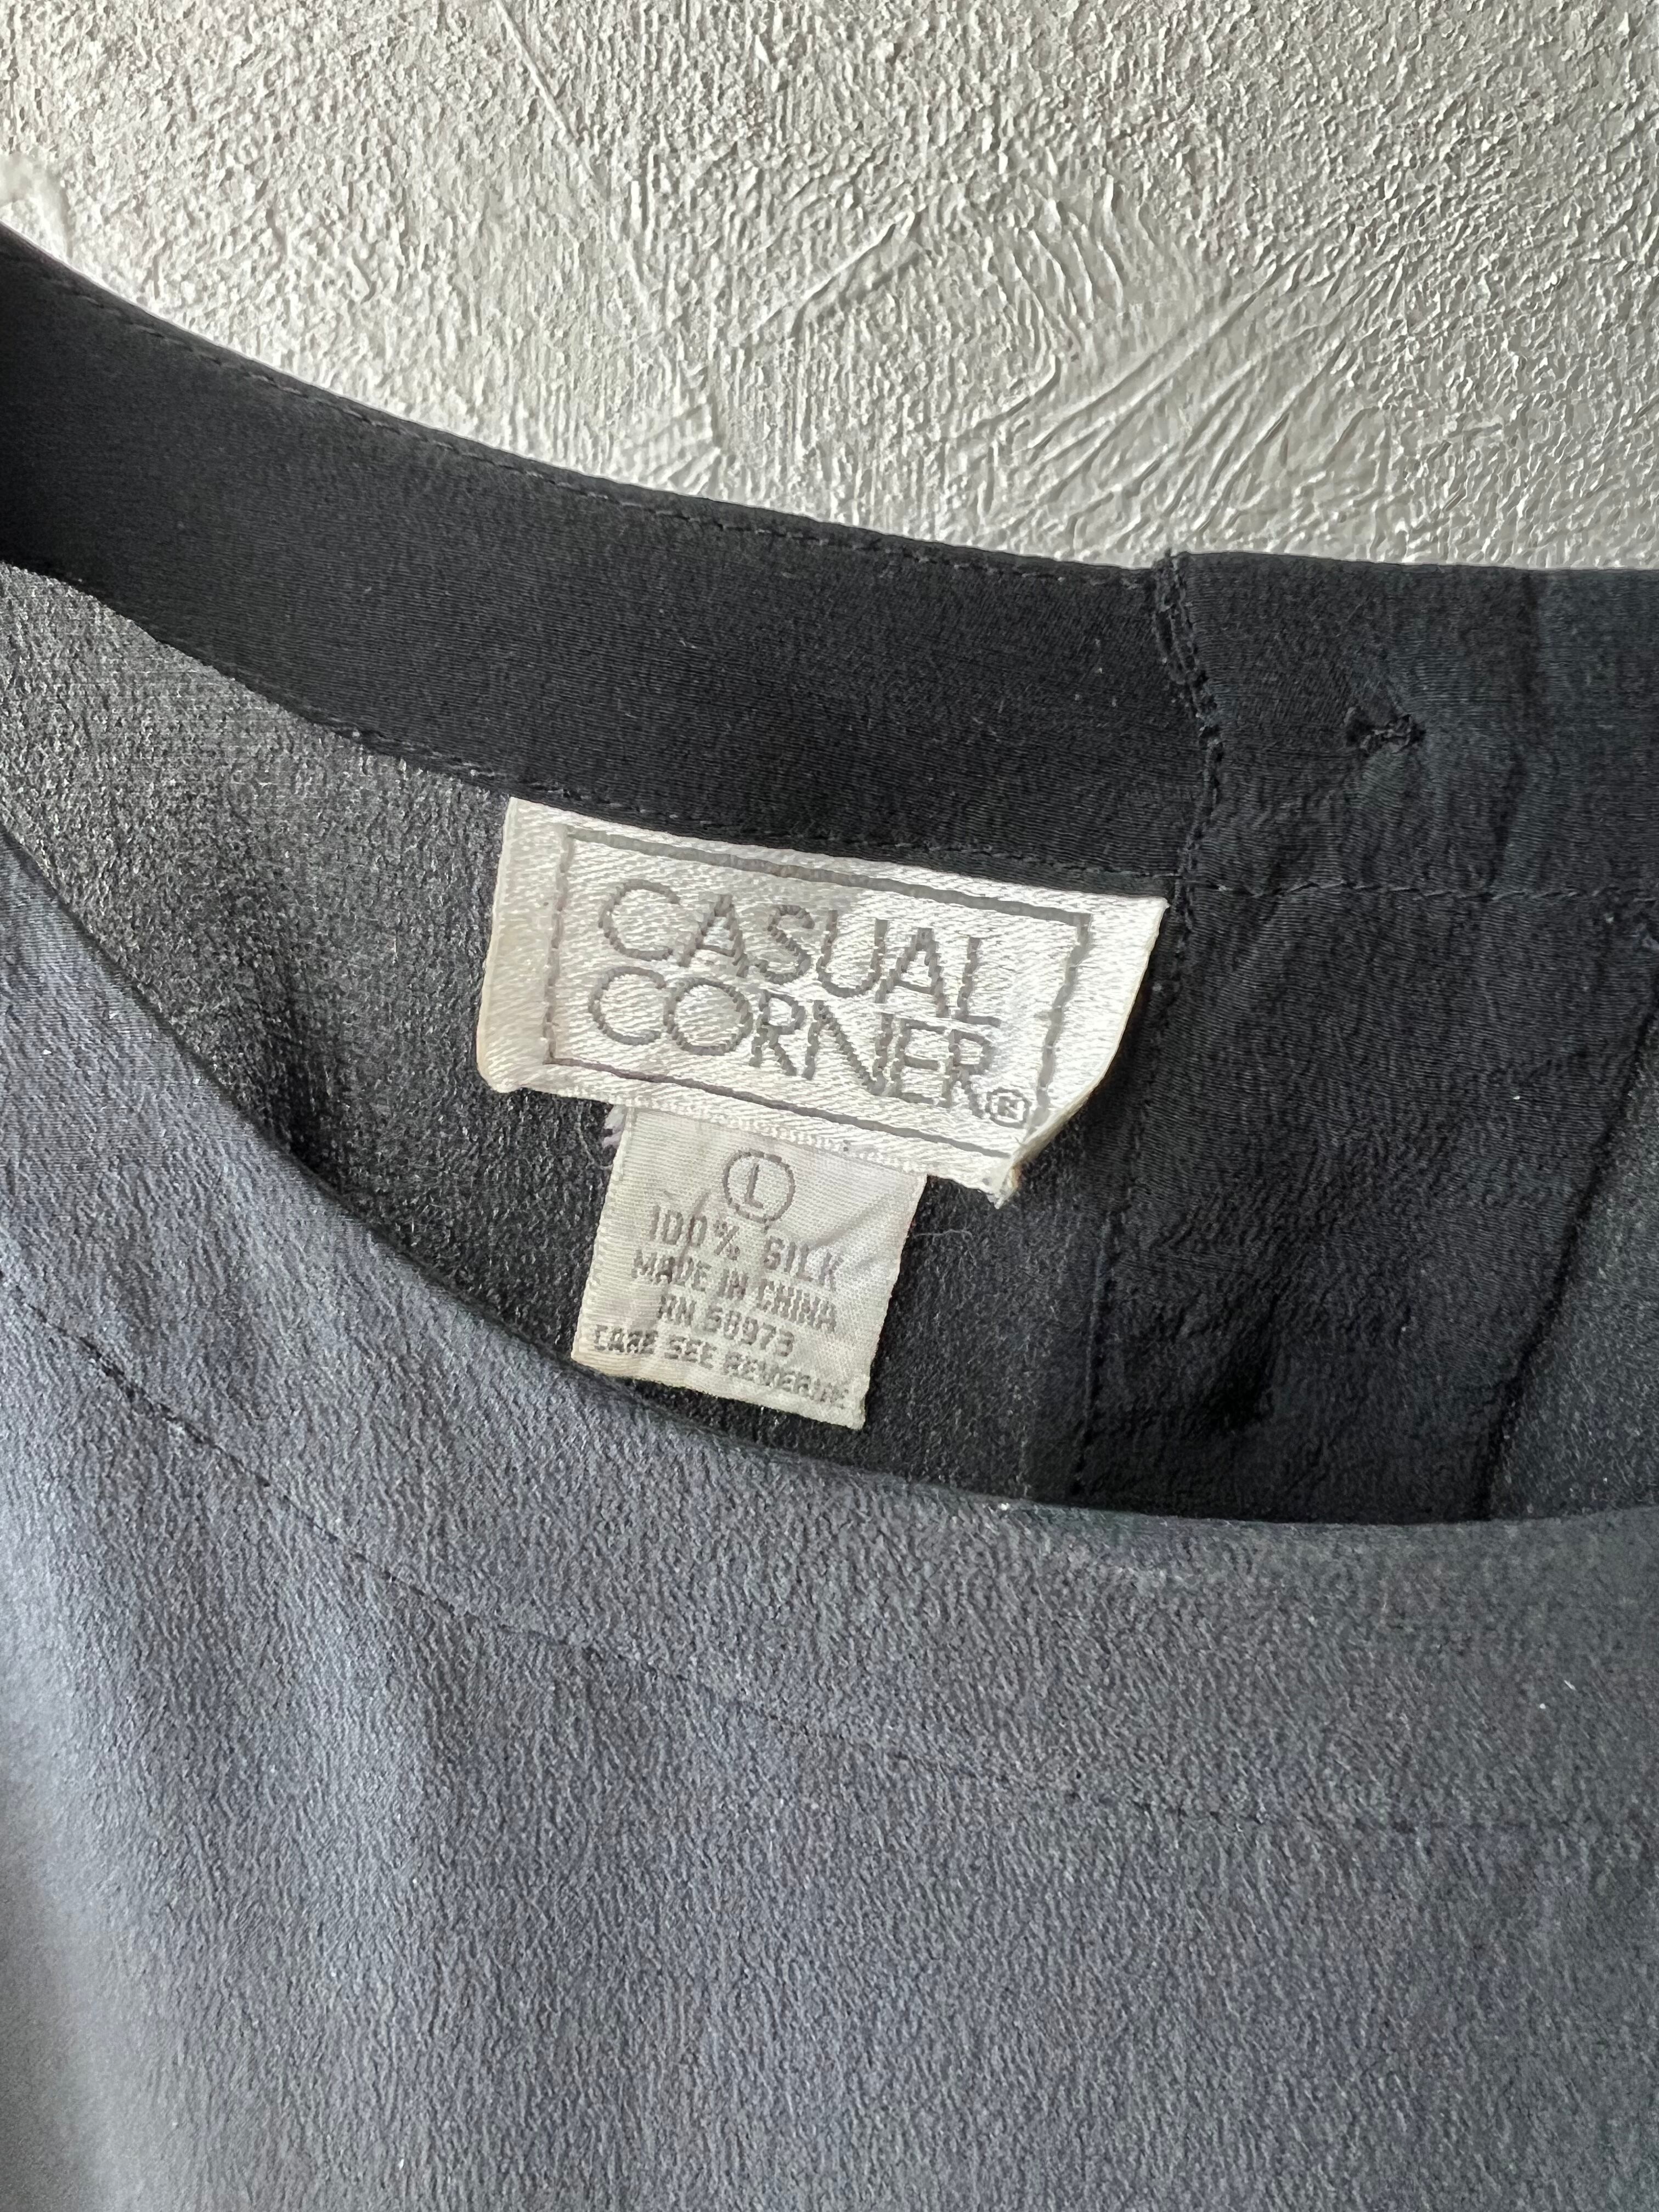 CASUAL
CORNER®
L
100% SILK
MADE IN CHINA
RN 58973
CARE SEE REVERSE